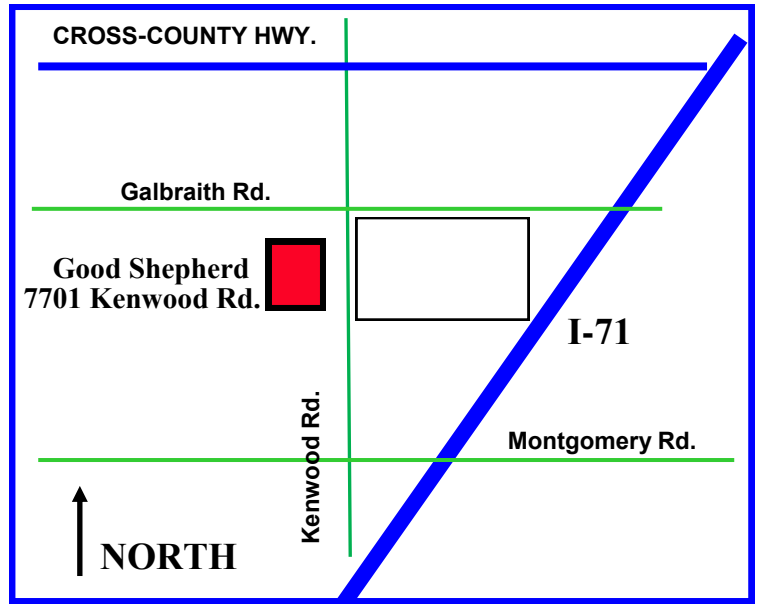 CROSS-COUNTY HWY.
Galbraith Rd.
Good Shepherd
7701 Kenwood Rd.
I-71
Kenwood Rd.
Montgomery Rd.
NORTH